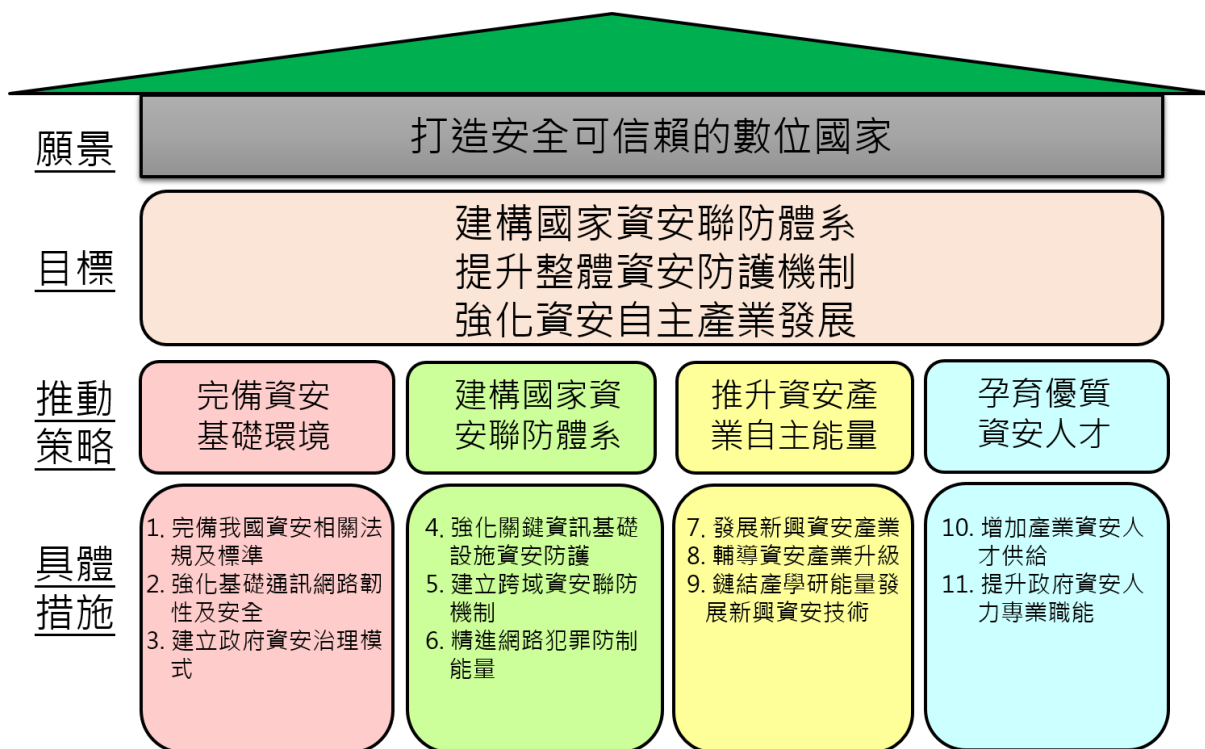 願景
打造安全可信賴的數位國家
目標
建構國家資安聯防體系
提升整體資安防護機制
強化資安自主產業發展
推動
策略
完備資安
基礎環境
建構國家資
安聯防體系
推升資安產
業自主能量
孕育優質
資安人才
具體
措施
1. 完備我國資安相關法
規及標準
2. 強化基礎通訊網路韌
性及安全
3. 建立政府資安治理模
式
4. 強化關鍵資訊基礎
設施資安防護
5. 建立跨域資安聯防
機制
6. 精進網路犯罪防制
能量
7. 發展新興資安產業
8. 輔導資安產業升級
9. 鏈結產學研能量發
展新興資安技術
10. 增加產業資安人
才供給
11. 提升政府資安人
力專業職能